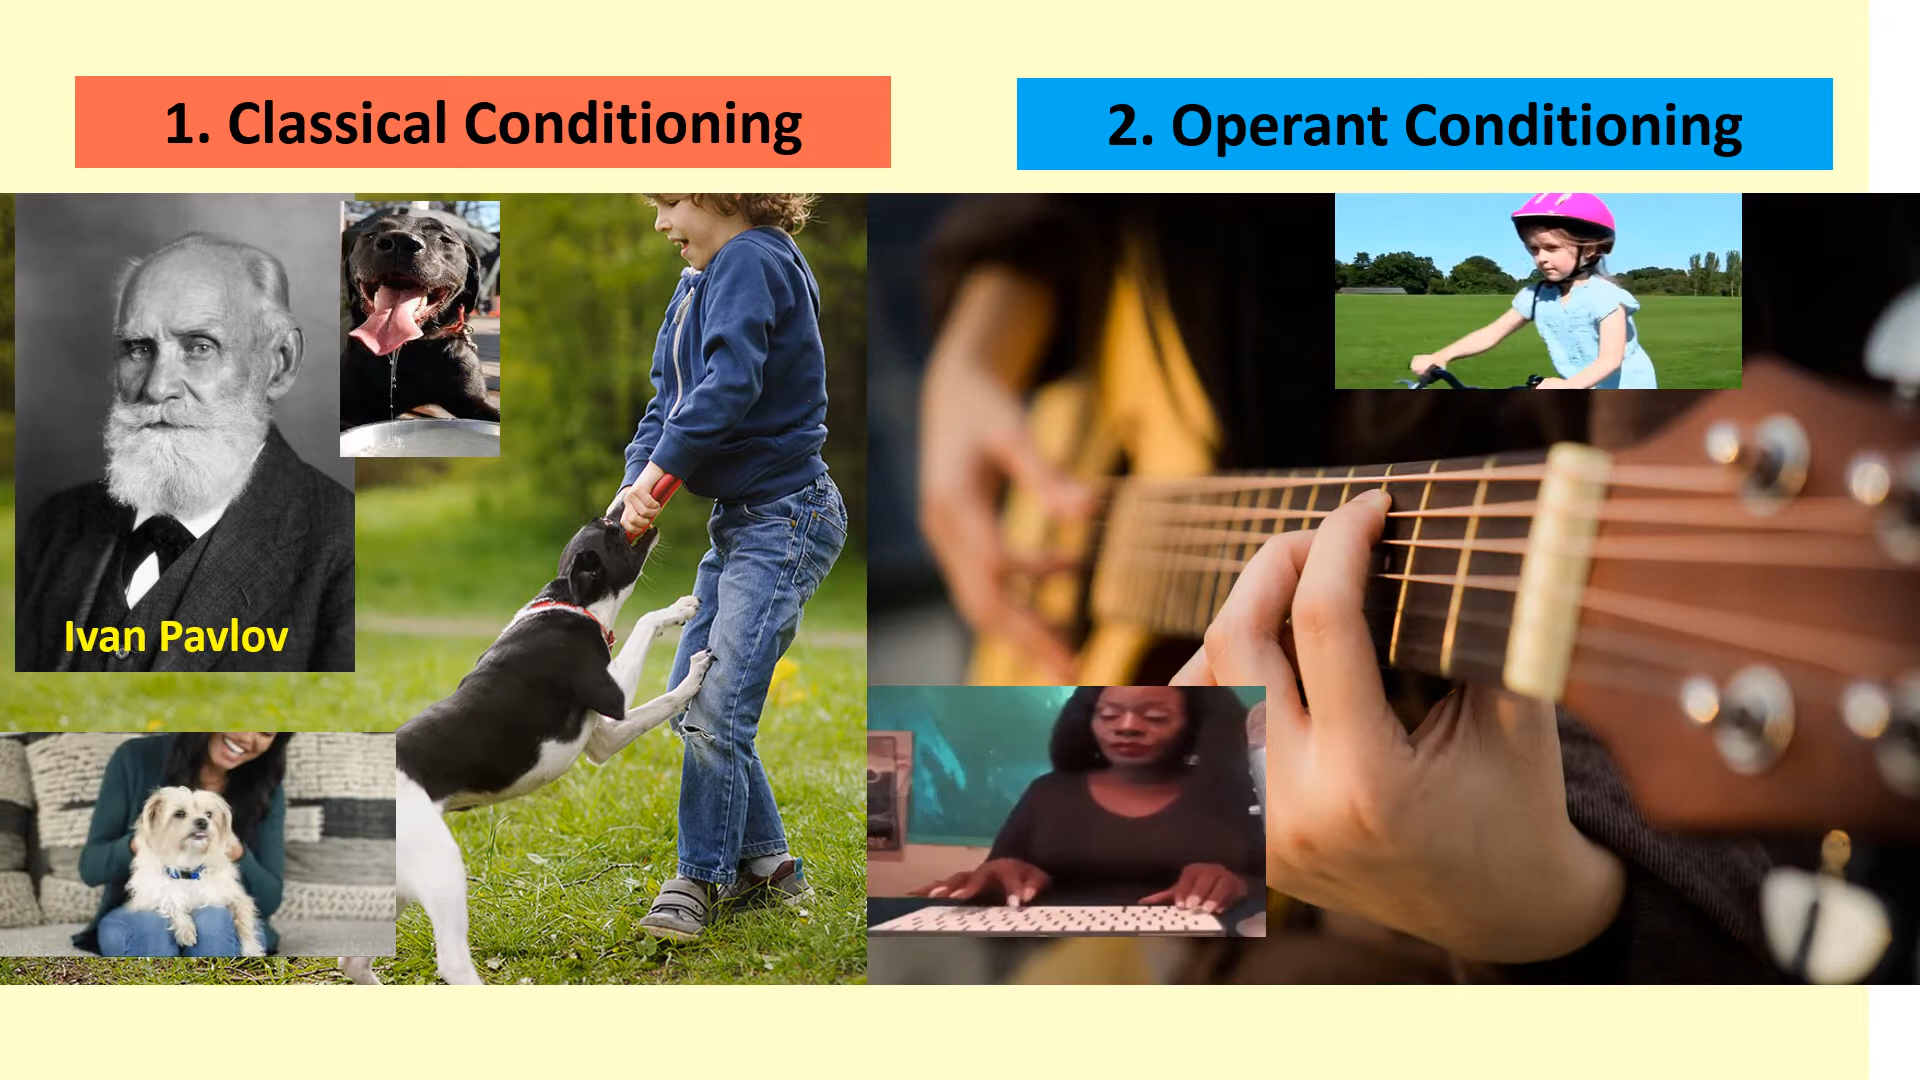 1. Classical Conditioning
2. Operant Conditioning
Ivan Pavlov